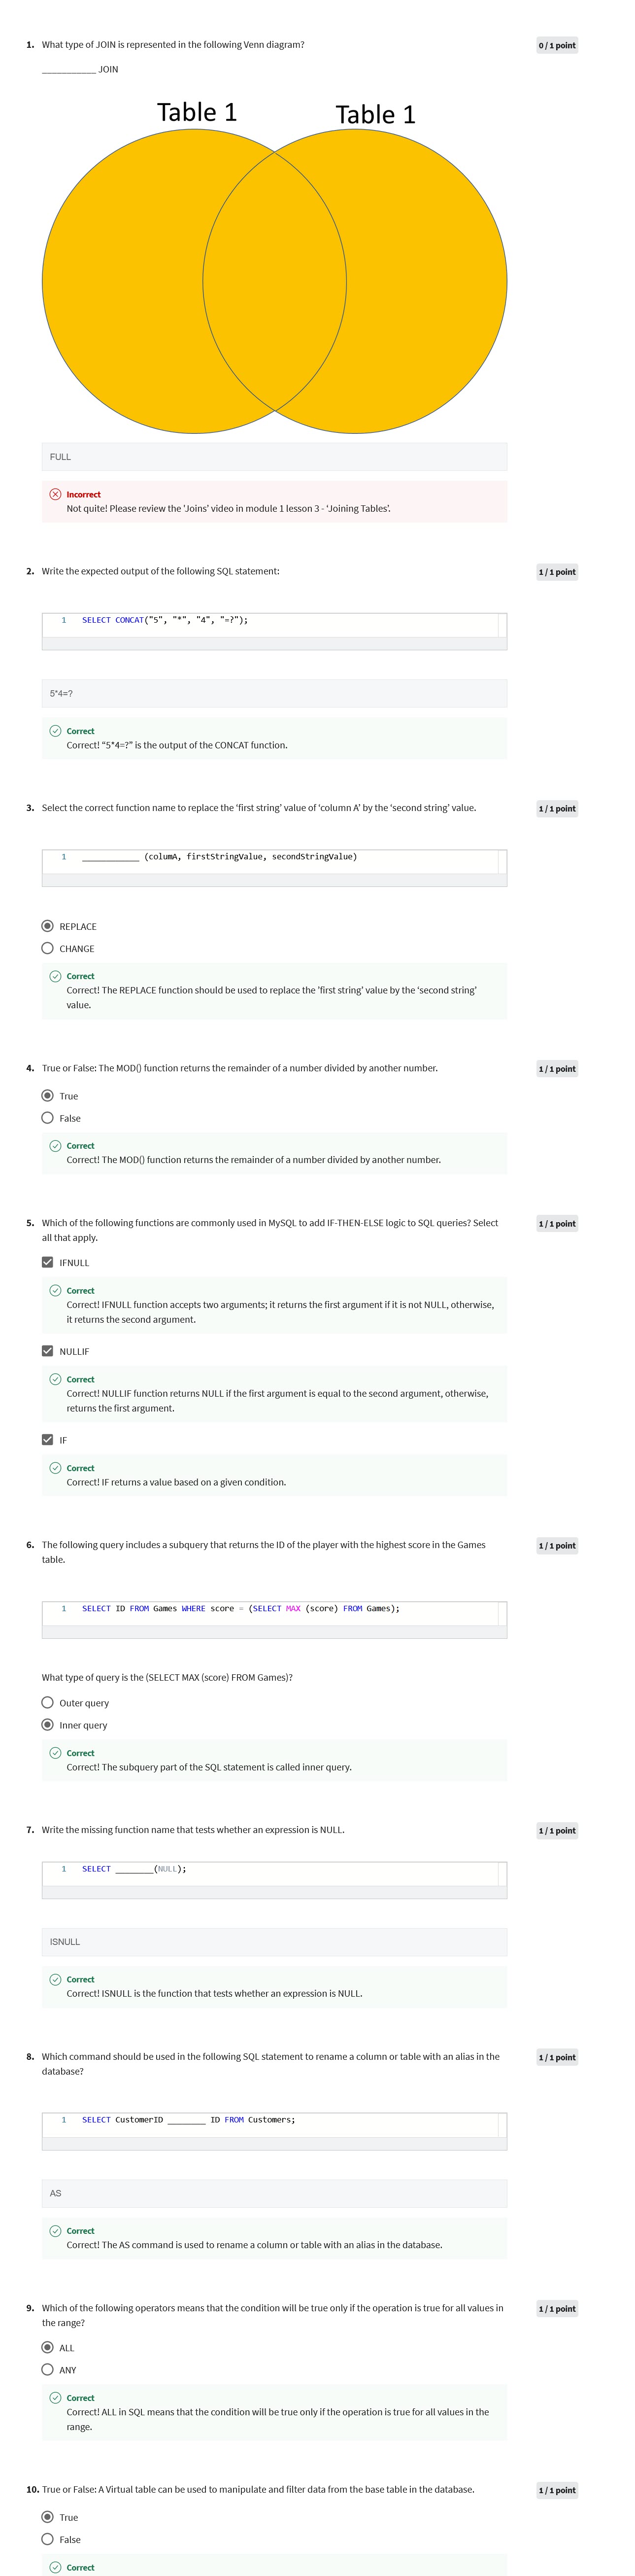 1. What type of JOIN is represented in the following Venn diagram?
0 / 1 point
___________ JOIN
Table 1
Table 1
FULL
Incorrect
Not quite! Please review the 'Joins' video in module 1 lesson 3 - 'Joining Tables'.
2. Write the expected output of the following SQL statement:
1 / 1 point
1 SELECT CONCAT("5", "*", "4", "=?");
5*4=?
Correct
Correct! “5*4=?” is the output of the CONCAT function.
3. Select the correct function name to replace the ‘first string’ value of ‘column A’ by the ‘second string’ value.
1 / 1 point
1 ____________ (columA, firstStringValue, secondStringValue)
REPLACE
CHANGE
Correct
Correct! The REPLACE function should be used to replace the 'first string' value by the ‘second string’
value.
4. True or False: The MOD() function returns the remainder of a number divided by another number.
1 / 1 point
True
False
Correct
Correct! The MOD() function returns the remainder of a number divided by another number.
5. Which of the following functions are commonly used in MySQL to add IF-THEN-ELSE logic to SQL queries? Select
all that apply.
1 / 1 point
IFNULL
Correct
Correct! IFNULL function accepts two arguments; it returns the first argument if it is not NULL, otherwise,
it returns the second argument.
NULLIF
Correct
Correct! NULLIF function returns NULL if the first argument is equal to the second argument, otherwise,
returns the first argument.
IF
Correct
Correct! IF returns a value based on a given condition.
6. The following query includes a subquery that returns the ID of the player with the highest score in the Games
table.
1 / 1 point
1 SELECT ID FROM Games WHERE score = (SELECT MAX (score) FROM Games);
What type of query is the (SELECT MAX (score) FROM Games)?
Outer query
Inner query
Correct
Correct! The subquery part of the SQL statement is called inner query.
7. Write the missing function name that tests whether an expression is NULL.
1 / 1 point
1 SELECT ________(NULL);
ISNULL
Correct
Correct! ISNULL is the function that tests whether an expression is NULL.
8. Which command should be used in the following SQL statement to rename a column or table with an alias in the
database?
1 / 1 point
1 SELECT CustomerID ________ ID FROM Customers;
AS
Correct
Correct! The AS command is used to rename a column or table with an alias in the database.
9. Which of the following operators means that the condition will be true only if the operation is true for all values in
the range?
1 / 1 point
ALL
ANY
Correct
Correct! ALL in SQL means that the condition will be true only if the operation is true for all values in the
range.
10. True or False: A Virtual table can be used to manipulate and filter data from the base table in the database.
1 / 1 point
True
False
Correct